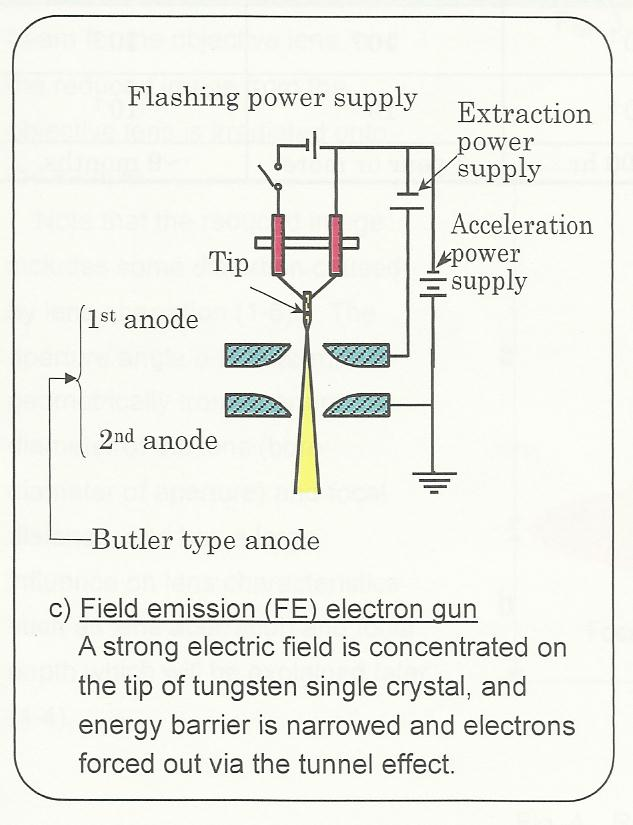 Flashing power supply
Extraction
power
supply
Acceleration
power
supply
Tip
1st anode
2nd anode
Butler type anode
c) Field emission (FE) electron gun
A strong electric field is concentrated on
the tip of tungsten single crystal, and
energy barrier is narrowed and electrons
forced out via the tunnel effect.